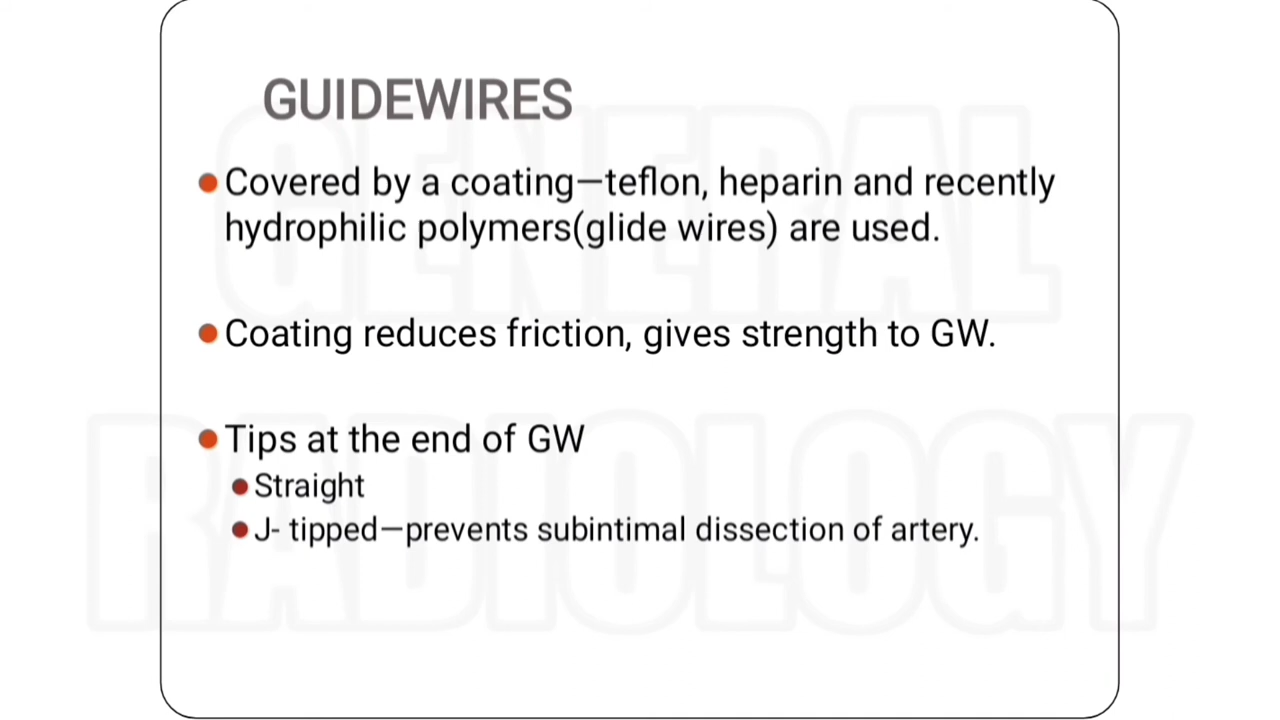 GUIDEWIRES
Covered by a coating—teflon, heparin and recently
hydrophilic polymers(glide wires) are used.
Coating reduces friction, gives strength to GW.
Tips at the end of GW
Straight
J- tipped—prevents subintimal dissection of artery.
GENERAL
RADIOLOGY